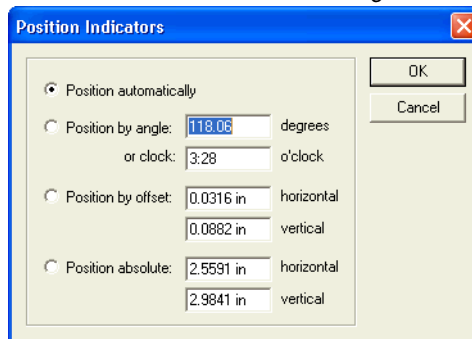 Position Indicators
OK
Cancel
Position automatically
Position by angle: 118.06 degrees
or clock: 3:28 o'clock
Position by offset: 0.0316 in horizontal
0.0882 in vertical
Position absolute: 2.5591 in horizontal
2.9841 in vertical